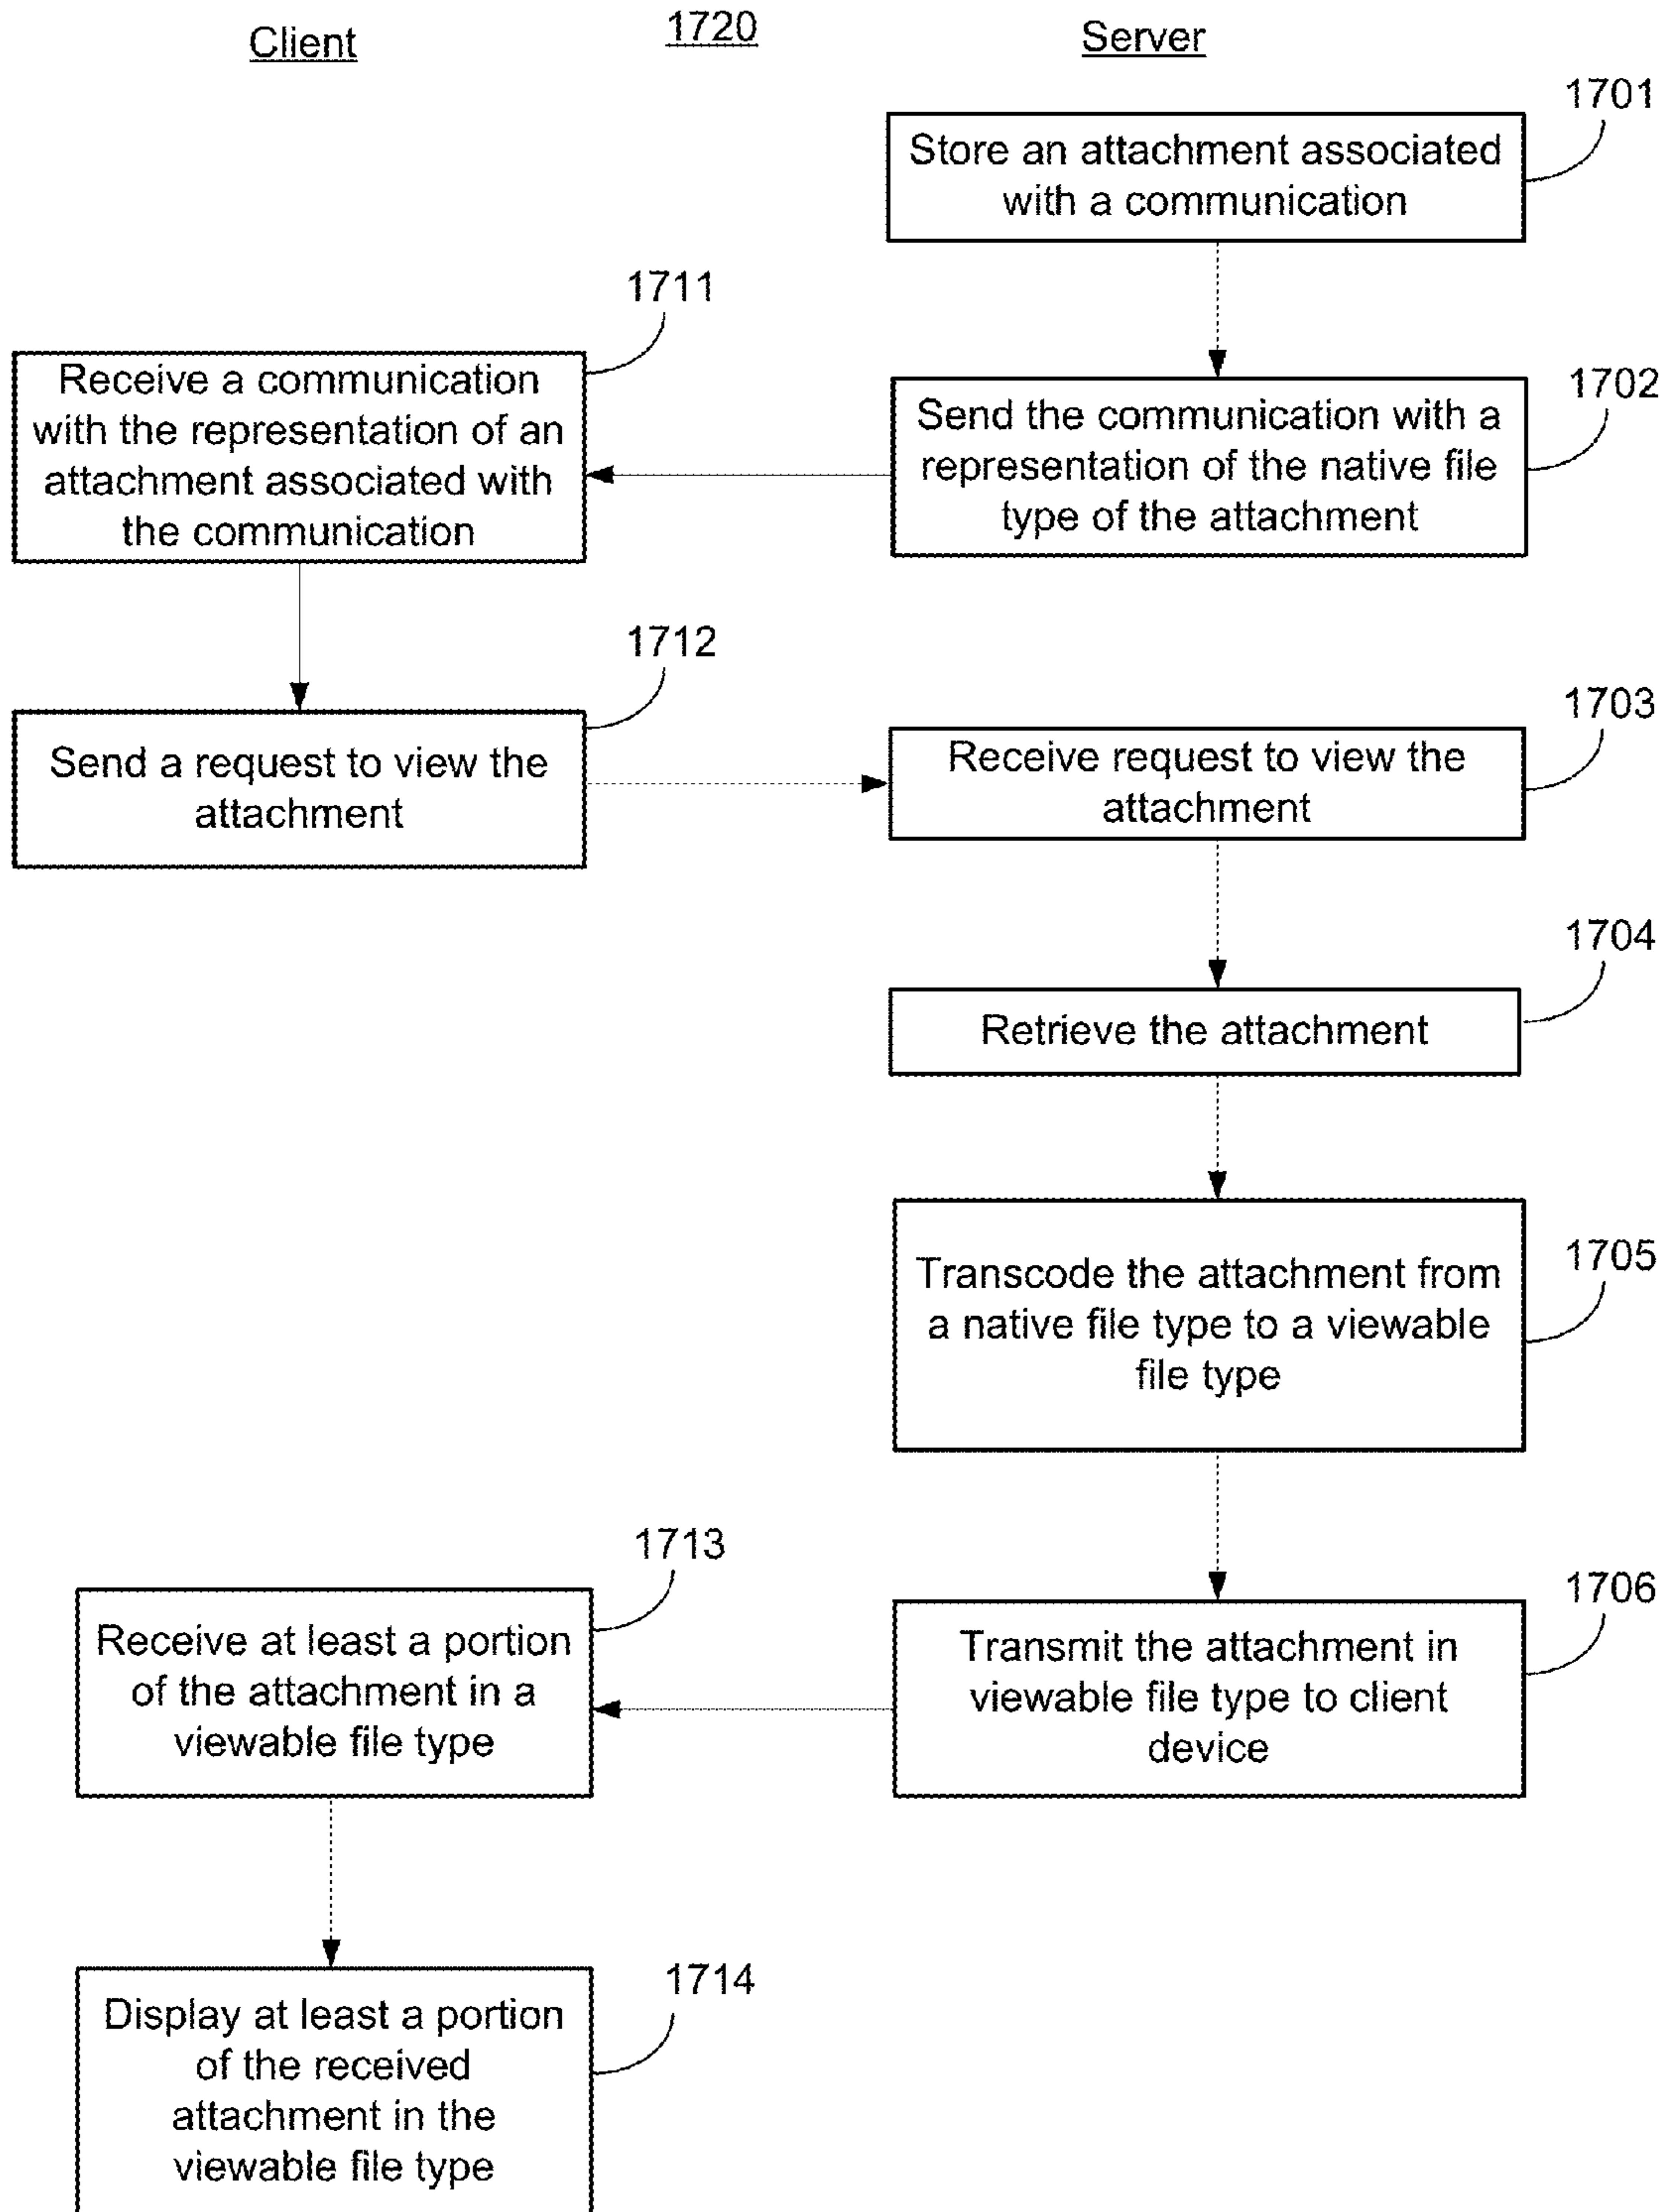 Client
1720
Server
1701
Store an attachment associated
with a communication
1711
Receive a communication
with the representation of an
attachment associated with
the communication
1702
Send the communication with a
representation of the native file
type of the attachment
1712
Send a request to view the
attachment
1703
Receive request to view the
attachment
1704
Retrieve the attachment
1705
Transcode the attachment from
a native file type to a viewable
file type
1713
Receive at least a portion
of the attachment in a
viewable file type
1706
Transmit the attachment in
viewable file type to client
device
1714
Display at least a portion
of the received
attachment in the
viewable file type